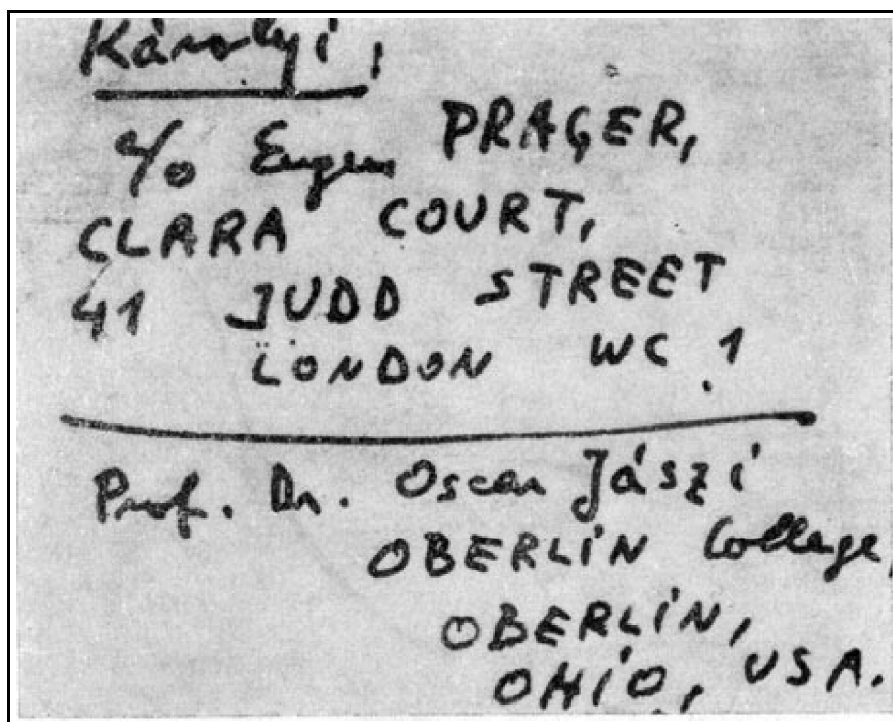 Károlyi,
c/o Eugen PRAGER,
CLARA COURT,
41 JUDD STREET
LONDON WC 1
Prof. Dr. Oscar Jászi
OBERLIN College,
OBERLIN,
OHIO, USA.